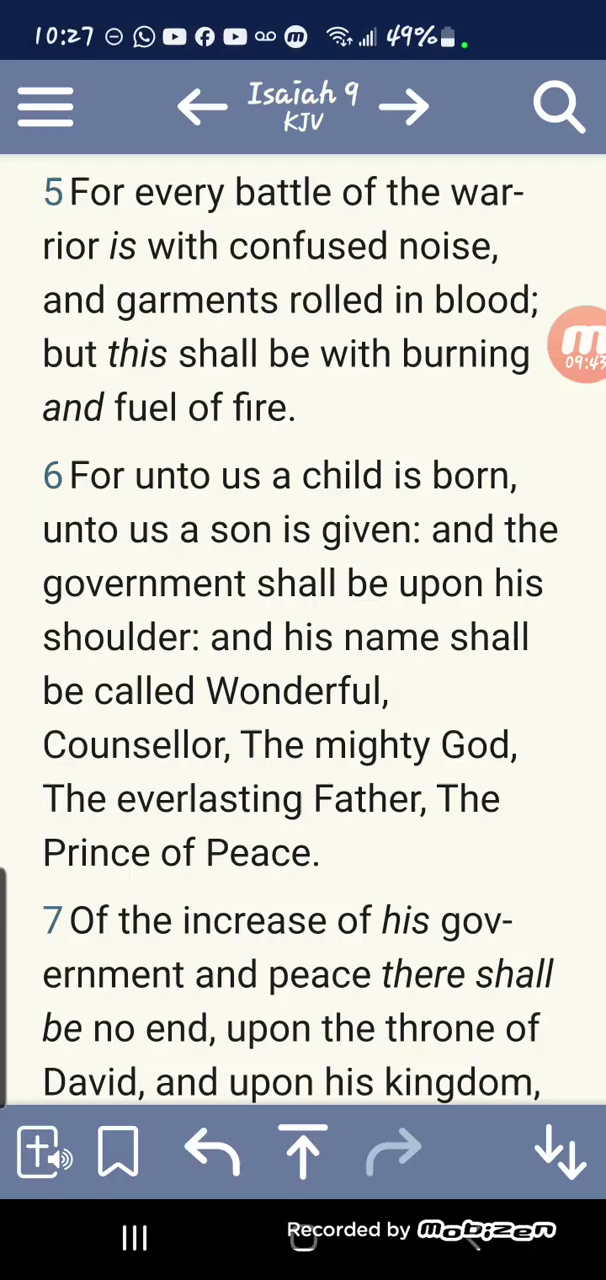 10:27 49%
Isaiah 9
KJV
5 For every battle of the war-
rior is with confused noise,
and garments rolled in blood;
but this shall be with burning
and fuel of fire.
09:43
6 For unto us a child is born,
unto us a son is given: and the
government shall be upon his
shoulder: and his name shall
be called Wonderful,
Counsellor, The mighty God,
The everlasting Father, The
Prince of Peace.
7 Of the increase of his gov-
ernment and peace there shall
be no end, upon the throne of
David, and upon his kingdom,
Recorded by mobizen